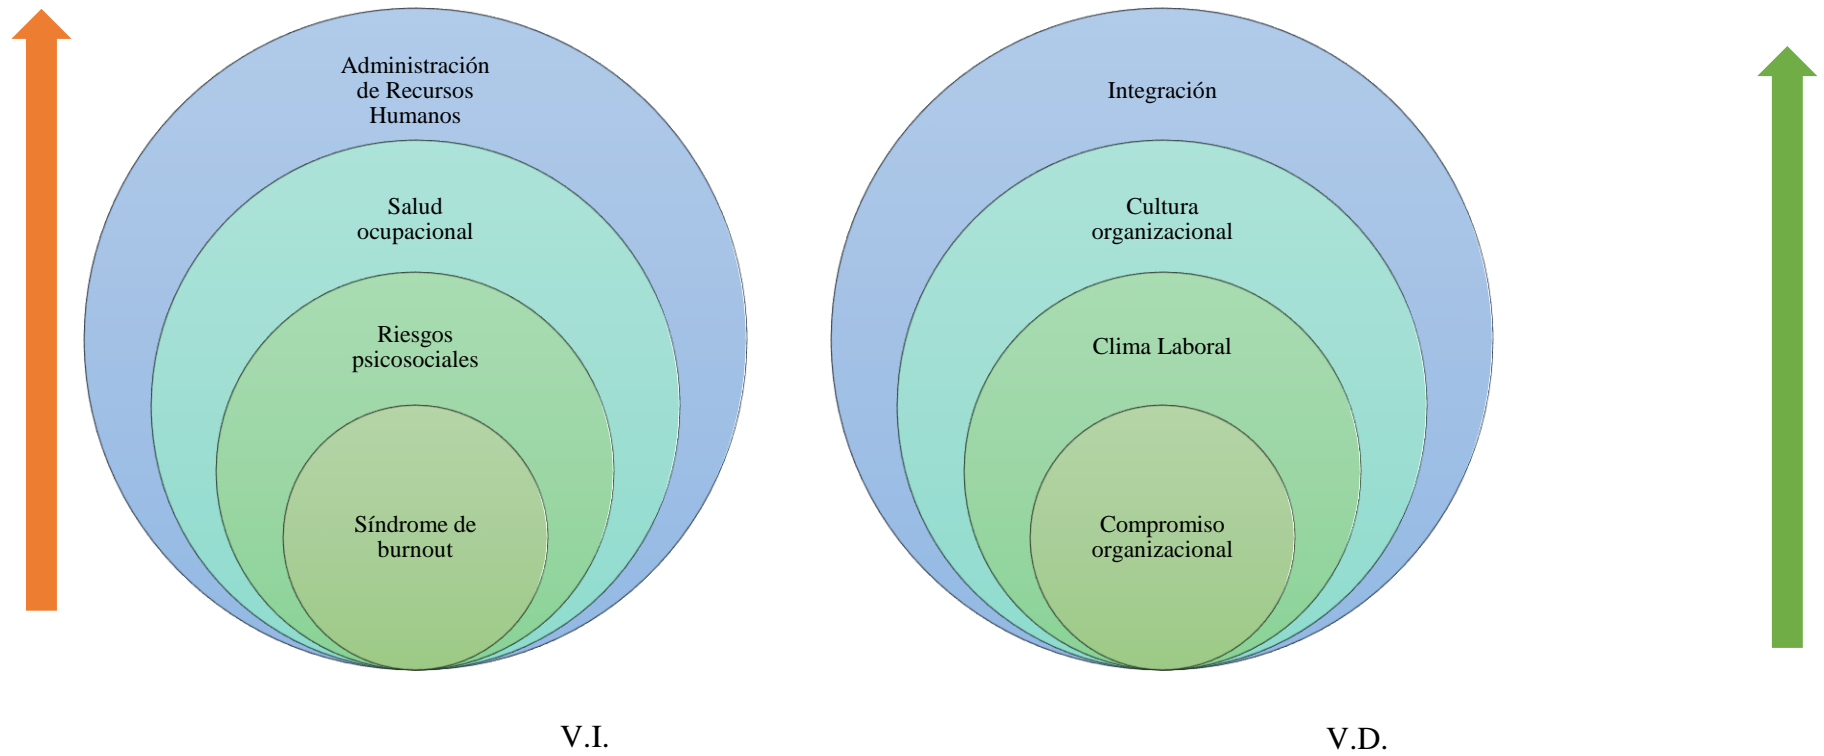 Administración
de Recursos
Humanos
Salud
ocupacional
Riesgos
psicosociales
Síndrome de
burnout
Integración
Cultura
organizacional
Clima Laboral
Compromiso
organizacional
V.I.
V.D.